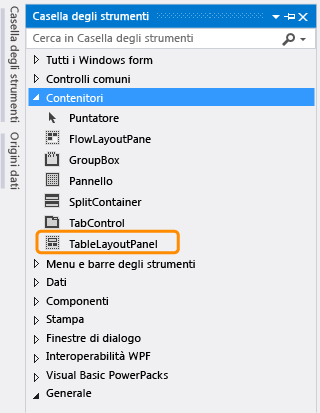 Casella degli strumenti
Origini dati
Casella degli strumenti
Cerca in Casella degli strumenti
Tutti i Windows form
Controlli comuni
Contenitori
Puntatore
FlowLayoutPane
GroupBox
Pannello
SplitContainer
TabControl
TableLayoutPanel
Menu e barre degli strumenti
Dati
Componenti
Stampa
Finestre di dialogo
Interoperabilità WPF
Visual Basic PowerPacks
Generale